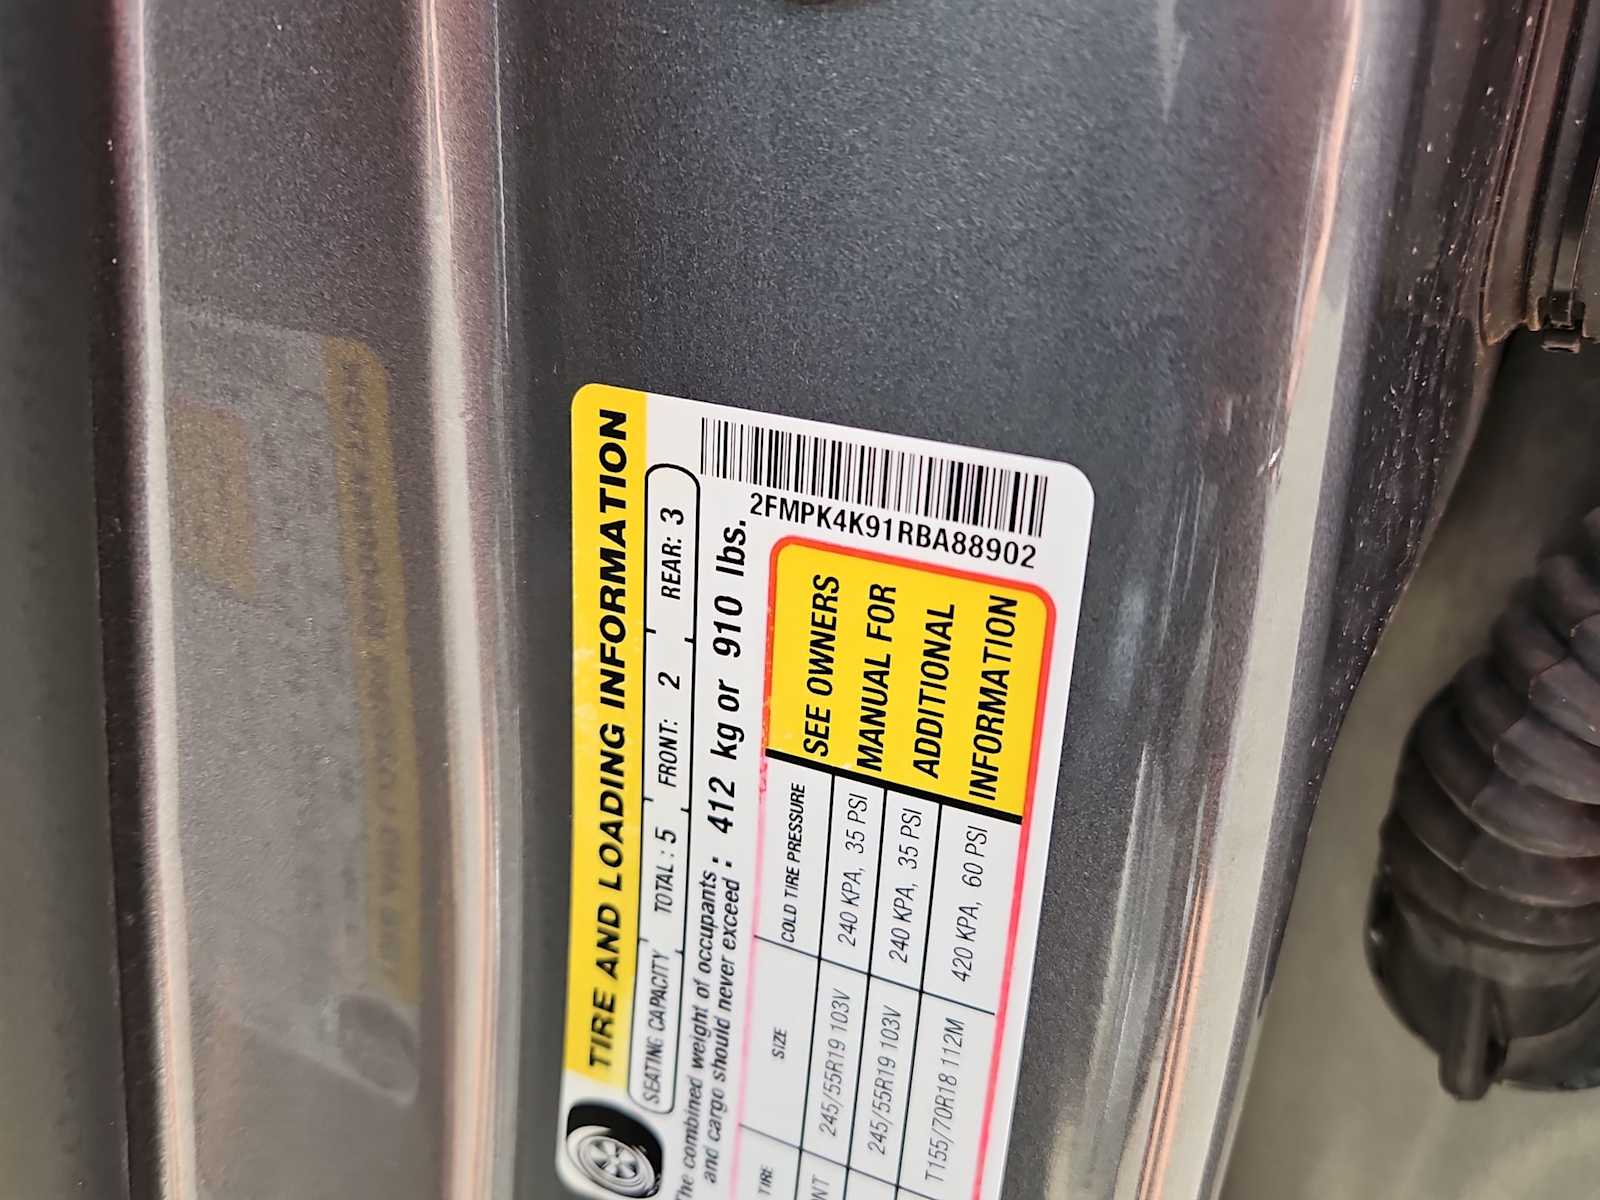 TIRE AND LOADING INFORMATION
SEATING CAPACITY TOTAL: 5 FRONT: 2 REAR: 3
The combined weight of occupants
and cargo should never exceed : 412 kg or 910 lbs.
2FMPK4K91RBA88902
TIRE SIZE COLD TIRE PRESSURE
NT 245/55R19 103V 240 KPA, 35 PSI
245/55R19 103V 240 KPA, 35 PSI
T155/70R18 112M 420 KPA, 60 PSI
SEE OWNERS
MANUAL FOR
ADDITIONAL
INFORMATION